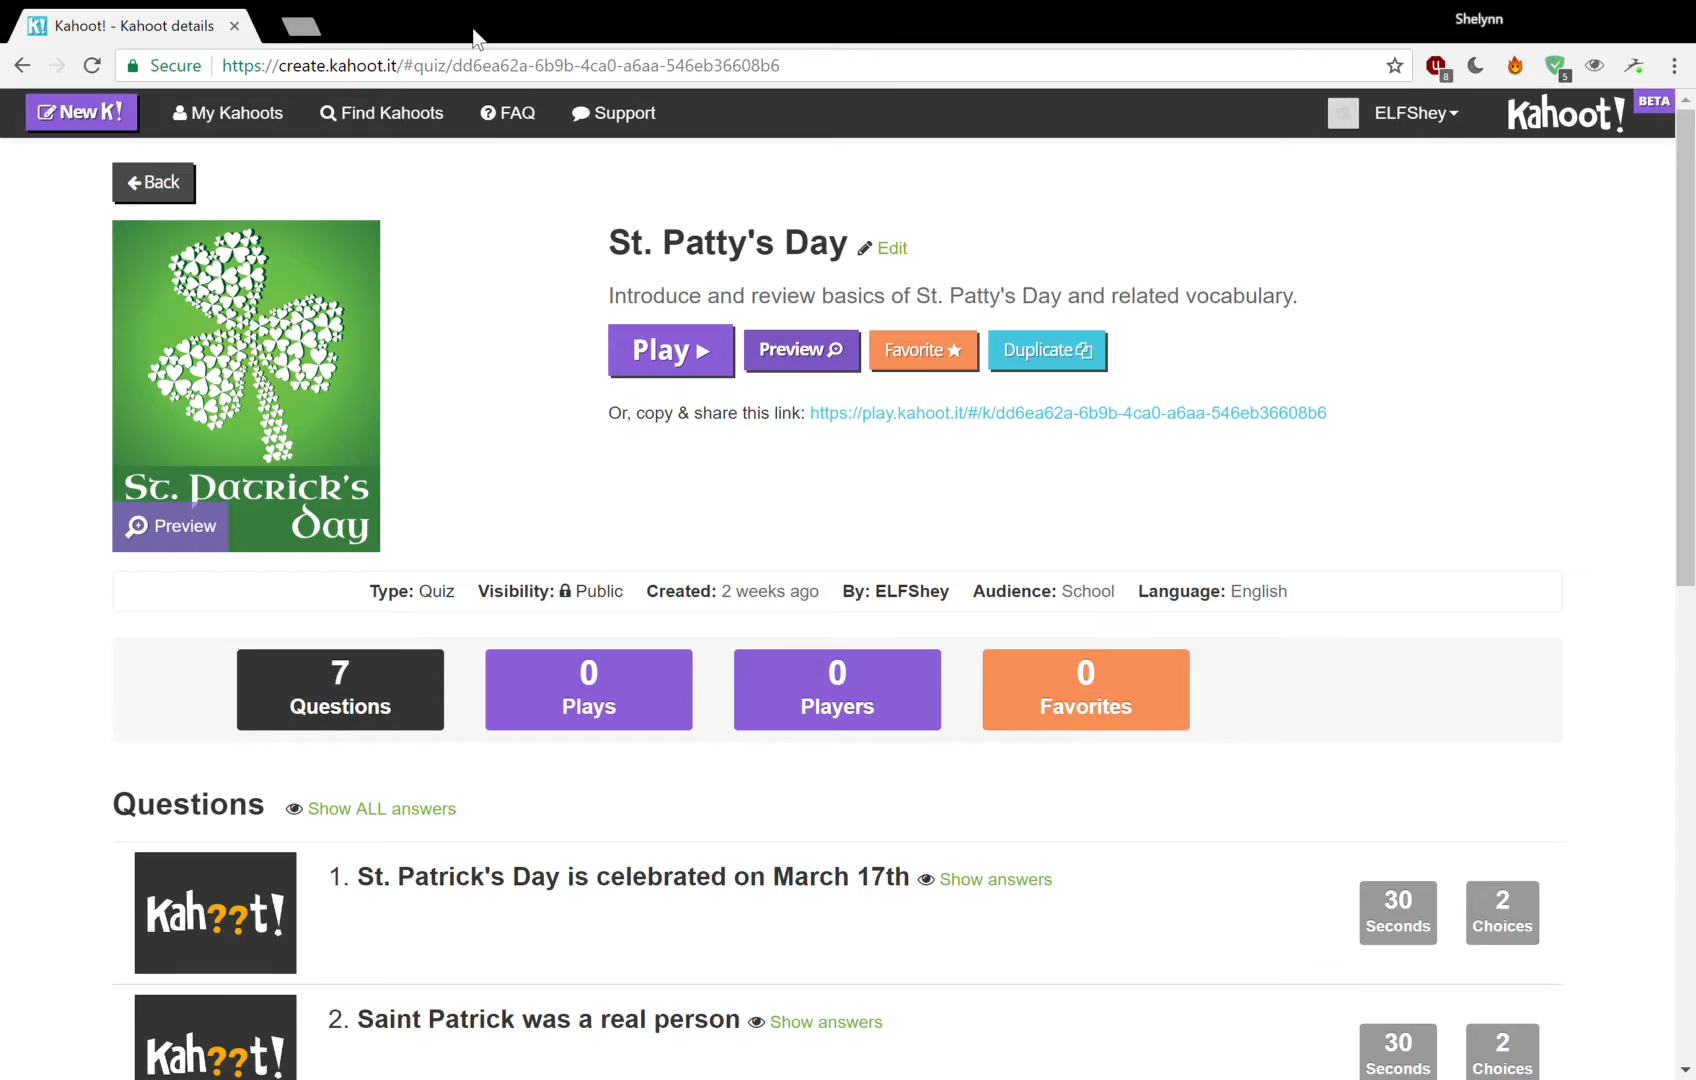 Kahoot! - Kahoot details
Shelynn
Secure https://create.kahoot.it/#quiz/dd6ea62a-6b9b-4ca0-a6aa-546eb36608b6
8
5
New K!
My Kahoots
Find Kahoots
FAQ
Support
ELFShey
Kahoot!
BETA
Back
St. Patrick's
Day
Preview
St. Patty's Day Edit
Introduce and review basics of St. Patty's Day and related vocabulary.
Play
Preview
Favorite
Duplicate
Or, copy & share this link: https://play.kahoot.it/#/k/dd6ea62a-6b9b-4ca0-a6aa-546eb36608b6
Type: Quiz Visibility: Public Created: 2 weeks ago By: ELFShey Audience: School Language: English
7
Questions
0
Plays
0
Players
0
Favorites
Questions Show ALL answers
Kah??t!
1. St. Patrick's Day is celebrated on March 17th Show answers
30
Seconds
2
Choices
Kah??t!
2. Saint Patrick was a real person Show answers
30
Seconds
2
Choices